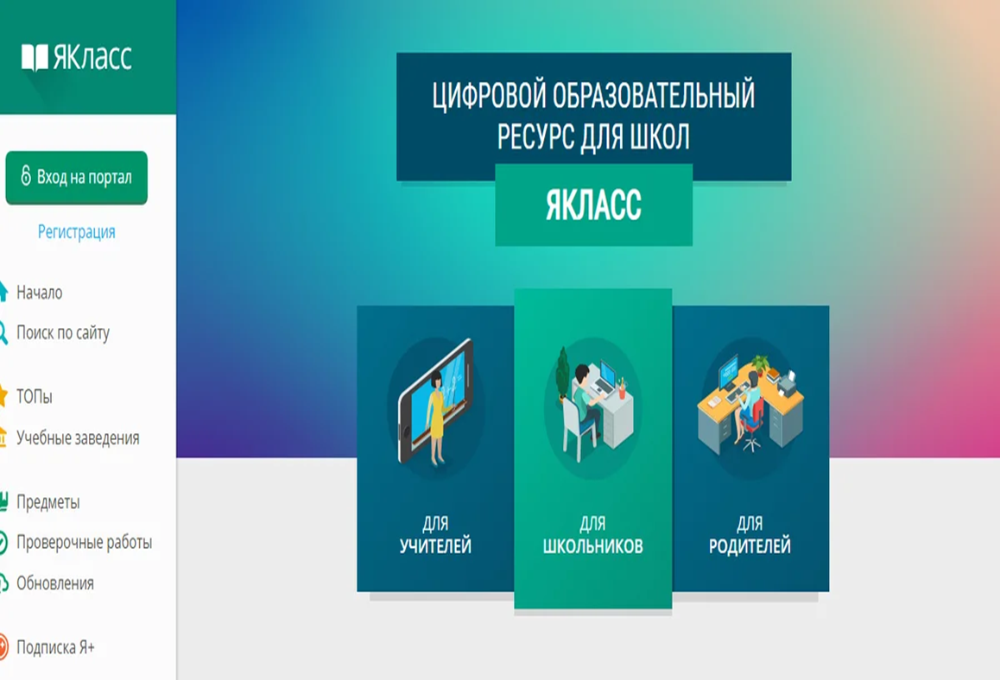 ЯКласс
Вход на портал
Регистрация
Начало
Поиск по сайту
ТОПы
Учебные заведения
Предметы
Проверочные работы
Обновления
Подписка Я+
ЦИФРОВОЙ ОБРАЗОВАТЕЛЬНЫЙ
РЕСУРС ДЛЯ ШКОЛ
ЯКЛАСС
ДЛЯ
УЧИТЕЛЕЙ
ДЛЯ
ШКОЛЬНИКОВ
ДЛЯ
РОДИТЕЛЕЙ